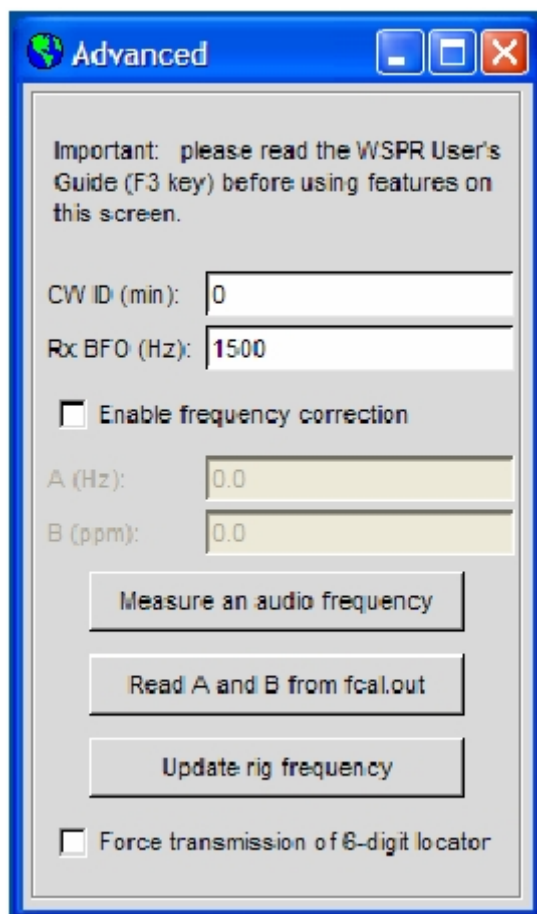 Advanced
Important: please read the WSPR User's
Guide (F3 key) before using features on
this screen.
CW ID (min): 0
Rx BFO (Hz): 1500
Enable frequency correction
A (Hz): 0.0
B (ppm): 0.0
Measure an audio frequency
Read A and B from fcal.out
Update rig frequency
Force transmission of 6-digit locator